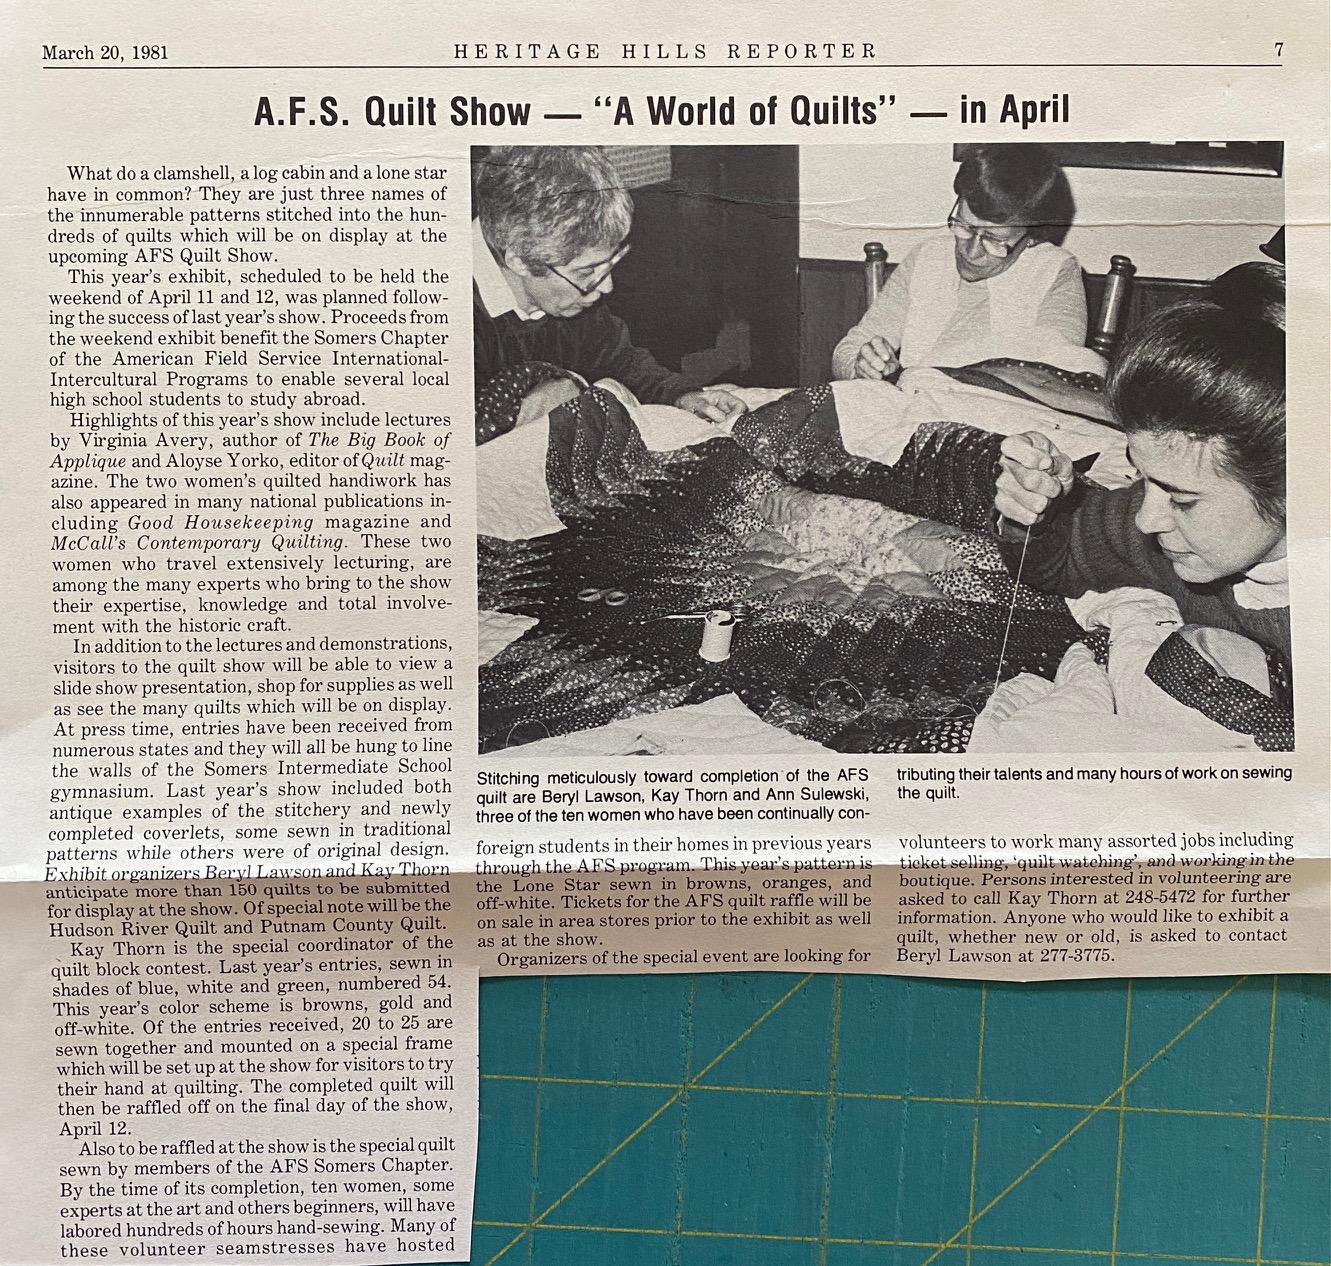 March 20, 1981
HERITAGE HILLS REPORTER
7
A.F.S. Quilt Show — “A World of Quilts” — in April
What do a clamshell, a log cabin and a lone star
have in common? They are just three names of
the innumerable patterns stitched into the hun-
dreds of quilts which will be on display at the
upcoming AFS Quilt Show.
This year’s exhibit, scheduled to be held the
weekend of April 11 and 12, was planned follow-
ing the success of last year’s show. Proceeds from
the weekend exhibit benefit the Somers Chapter
of the American Field Service International-
Intercultural Programs to enable several local
high school students to study abroad.
Highlights of this year’s show include lectures
by Virginia Avery, author of The Big Book of
Applique and Aloyse Yorko, editor of Quilt mag-
azine. The two women’s quilted handiwork has
also appeared in many national publications in-
cluding Good Housekeeping magazine and
McCall’s Contemporary Quilting. These two
women who travel extensively lecturing, are
among the many experts who bring to the show
their expertise, knowledge and total involve-
ment with the historic craft.
In addition to the lectures and demonstrations,
visitors to the quilt show will be able to view a
slide show presentation, shop for supplies as well
as see the many quilts which will be on display.
At press time, entries have been received from
numerous states and they will all be hung to line
the walls of the Somers Intermediate School
gymnasium. Last year’s show included both
antique examples of the stitchery and newly
completed coverlets, some sewn in traditional
patterns while others were of original design.
Exhibit organizers Beryl Lawson and Kay Thorn
anticipate more than 150 quilts to be submitted
for display at the show. Of special note will be the
Hudson River Quilt and Putnam County Quilt.
Kay Thorn is the special coordinator of the
quilt block contest. Last year’s entries, sewn in
shades of blue, white and green, numbered 54.
This year’s color scheme is browns, gold and
off-white. Of the entries received, 20 to 25 are
sewn together and mounted on a special frame
which will be set up at the show for visitors to try
their hand at quilting. The completed quilt will
then be raffled off on the final day of the show,
April 12.
Also to be raffled at the show is the special quilt
sewn by members of the AFS Somers Chapter.
By the time of its completion, ten women, some
experts at the art and others beginners, will have
labored hundreds of hours hand-sewing. Many of
these volunteer seamstresses have hosted
Stitching meticulously toward completion of the AFS
quilt are Beryl Lawson, Kay Thorn and Ann Sulewski,
three of the ten women who have been continually con-
tributing their talents and many hours of work on sewing
the quilt.
foreign students in their homes in previous years
through the AFS program. This year’s pattern is
the Lone Star sewn in browns, oranges, and
off-white. Tickets for the AFS quilt raffle will be
on sale in area stores prior to the exhibit as well
as at the show.
Organizers of the special event are looking for
volunteers to work many assorted jobs including
ticket selling, ‘quilt watching’, and working in the
boutique. Persons interested in volunteering are
asked to call Kay Thorn at 248-5472 for further
information. Anyone who would like to exhibit a
quilt, whether new or old, is asked to contact
Beryl Lawson at 277-3775.